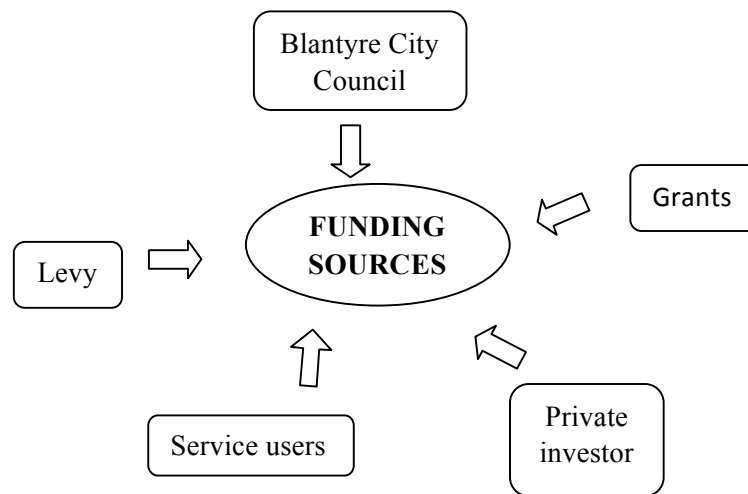 Blantyre City
Council
Grants
FUNDING
SOURCES
Levy
Service users
Private
investor